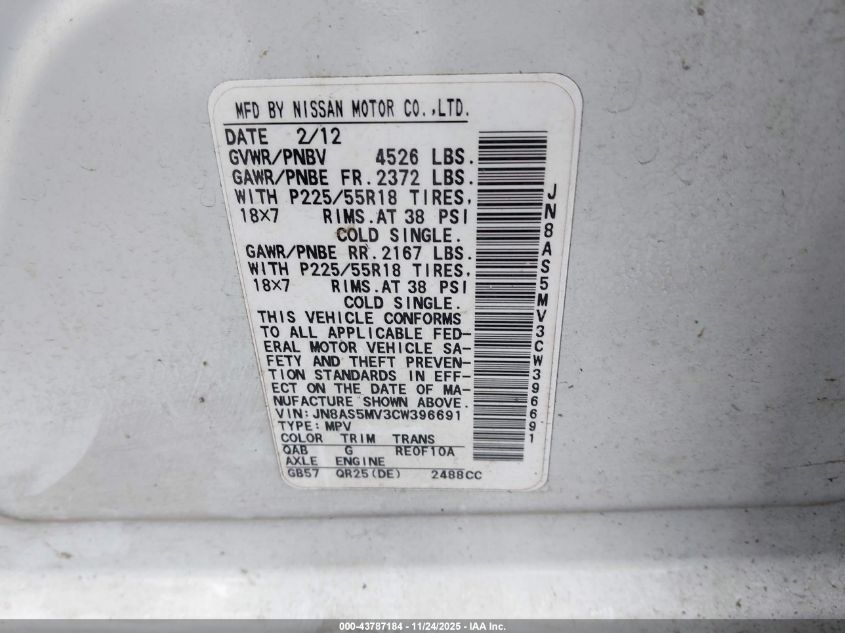 MFD BY NISSAN MOTOR CO.,LTD.
DATE 2/12
GVWR/PNBV 4526 LBS.
GAWR/PNBE FR.2372 LBS.
WITH P225/55R18 TIRES,
18X7 RIMS.AT 38 PSI
COLD SINGLE.
GAWR/PNBE RR.2167 LBS.
WITH P225/55R18 TIRES,
18X7 RIMS.AT 38 PSI
COLD SINGLE.
THIS VEHICLE CONFORMS
TO ALL APPLICABLE FED-
ERAL MOTOR VEHICLE SA-
FETY AND THEFT PREVEN-
TION STANDARDS IN EFF-
ECT ON THE DATE OF MA-
NUFACTURE SHOWN ABOVE.
VIN: JN8AS5MV3CW396691
TYPE: MPV
COLOR TRIM TRANS
QAB G RE0F10A
AXLE ENGINE
GB57 QR25(DE) 2488CC
JN8AS5MV3CW396691
000-43787184 - 11/24/2025 - IAA Inc.